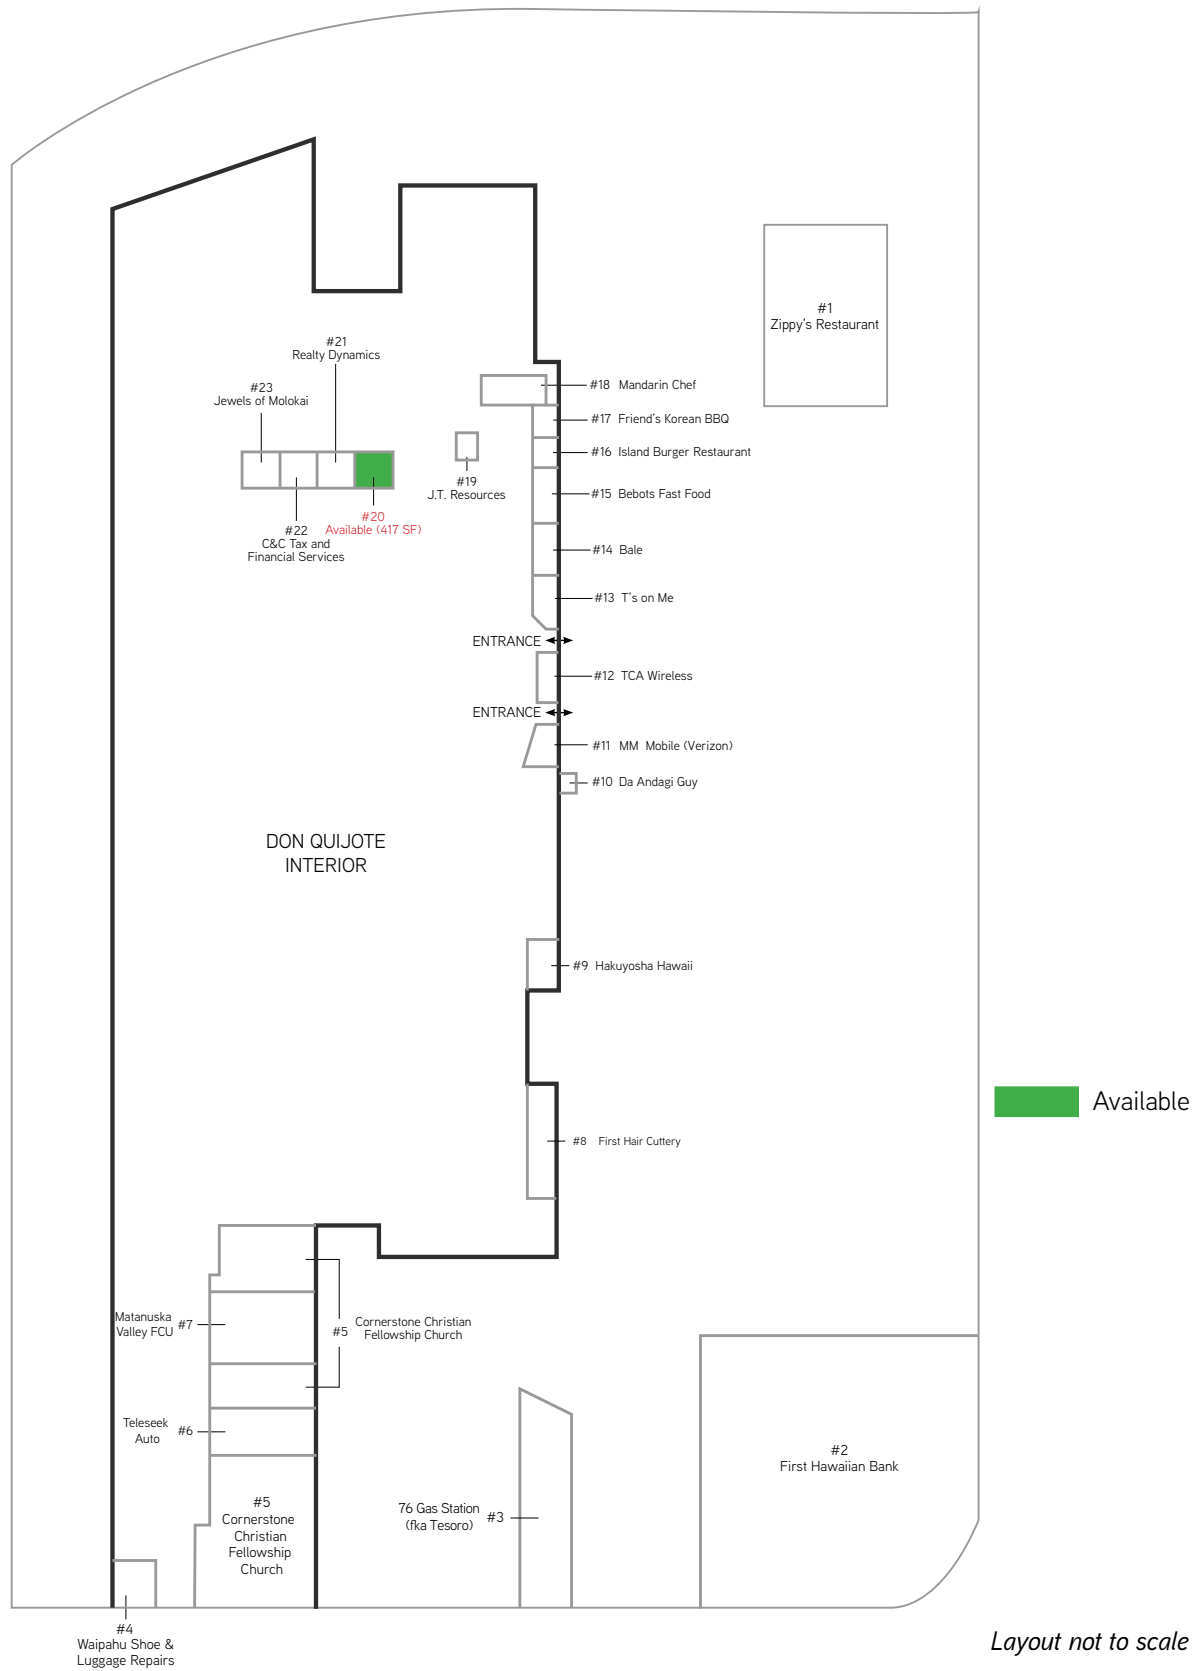 #1
Zippy's Restaurant
#21
Realty Dynamics
#23
Jewels of Molokai
#18 Mandarin Chef
#17 Friend's Korean BBQ
#16 Island Burger Restaurant
#19
J.T. Resources
#15 Bebots Fast Food
#20
Available (417 SF)
#22
C&C Tax and
Financial Services
#14 Bale
#13 T's on Me
ENTRANCE
#12 TCA Wireless
ENTRANCE
#11 MM Mobile (Verizon)
#10 Da Andagi Guy
DON QUIJOTE
INTERIOR
#9 Hakuyosha Hawaii
Available
#8 First Hair Cuttery
Matanuska
Valley FCU
#7
#5
Cornerstone Christian
Fellowship Church
Teleseek
Auto
#6
#2
First Hawaiian Bank
#5
Cornerstone
Christian
Fellowship
Church
76 Gas Station
(fka Tesoro)
#3
#4
Waipahu Shoe &
Luggage Repairs
Layout not to scale